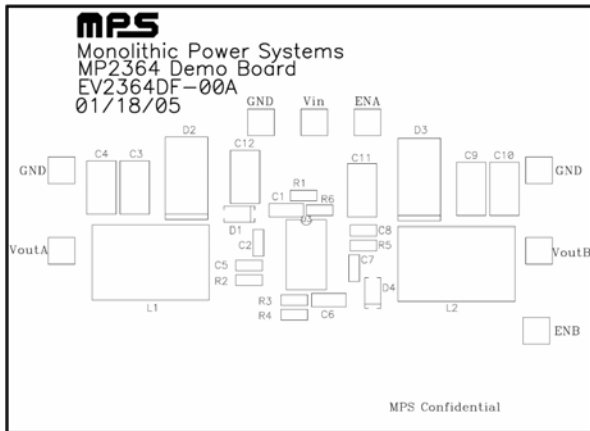 MPS
Monolithic Power Systems
MP2364 Demo Board
EV2364DF-00A
01/18/05
GND Vin ENA
D2 D3
C4 C3 C12 C11 C9 C10
GND GND
R1
C1 R6
D1 C8
VoutA C2 R5 VoutB
C5 C7
R2 D4
R3 C6
L1 L2
R4
ENB
MPS Confidential